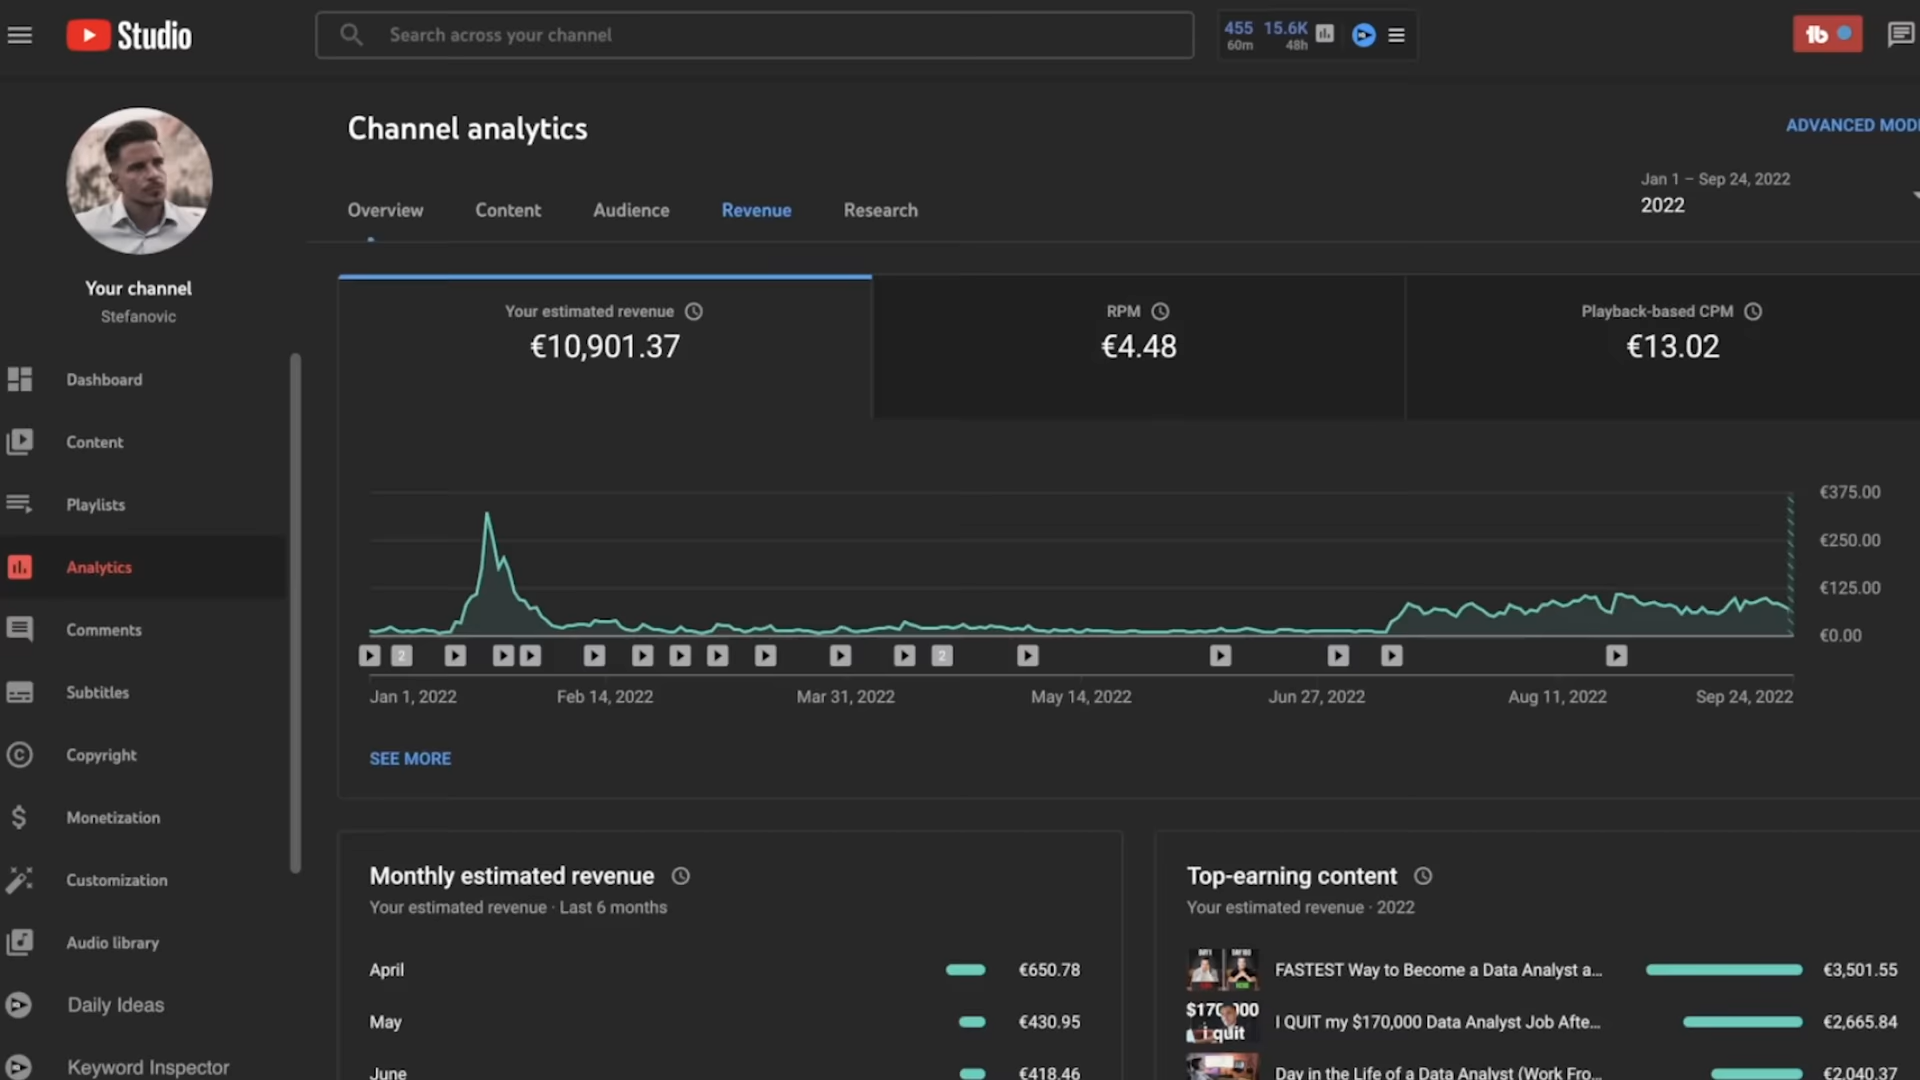 Studio
Search across your channel
455 15.6K
60m 48h
Channel analytics
ADVANCED MOD
Jan 1 – Sep 24, 2022
2022
Overview Content Audience Revenue Research
Your channel
Stefanovic
Dashboard
Content
Playlists
Analytics
Comments
Subtitles
Copyright
Monetization
Customization
Audio library
Daily Ideas
Keyword Inspector
Your estimated revenue
€10,901.37
RPM
€4.48
Playback-based CPM
€13.02
€375.00
€250.00
€125.00
€0.00
2 2
Jan 1, 2022 Feb 14, 2022 Mar 31, 2022 May 14, 2022 Jun 27, 2022 Aug 11, 2022 Sep 24, 2022
SEE MORE
Monthly estimated revenue
Your estimated revenue · Last 6 months
April €650.78
May €430.95
June €418.46
Top-earning content
Your estimated revenue · 2022
FASTEST Way to Become a Data Analyst a... €3,501.55
$170,000
i quit
I QUIT my $170,000 Data Analyst Job Afte... €2,665.84
Day in the Life of a Data Analyst (Work Fro... €2,040.37